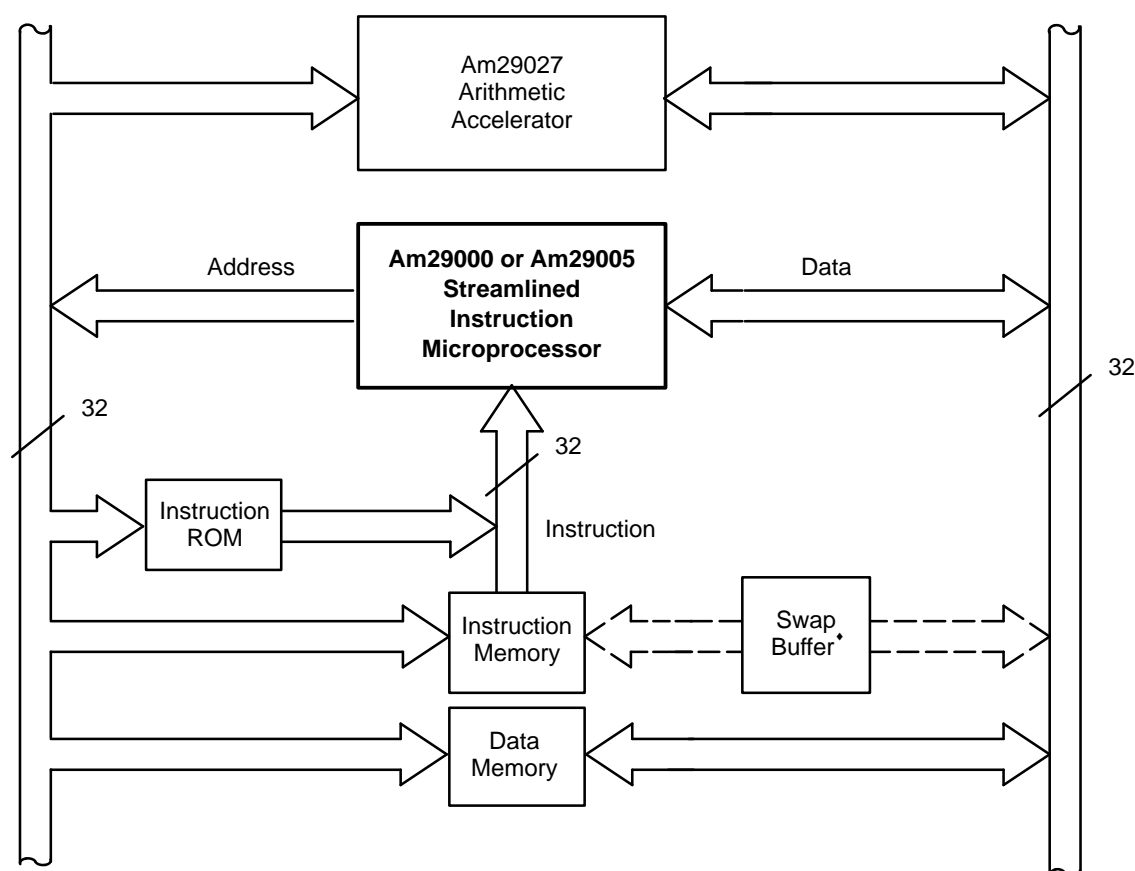 Am29027
Arithmetic
Accelerator
Address
Am29000 or Am29005
Streamlined
Instruction
Microprocessor
Data
32
32
32
Instruction
ROM
Instruction
Instruction
Memory
Swap
Buffer♦
Data
Memory